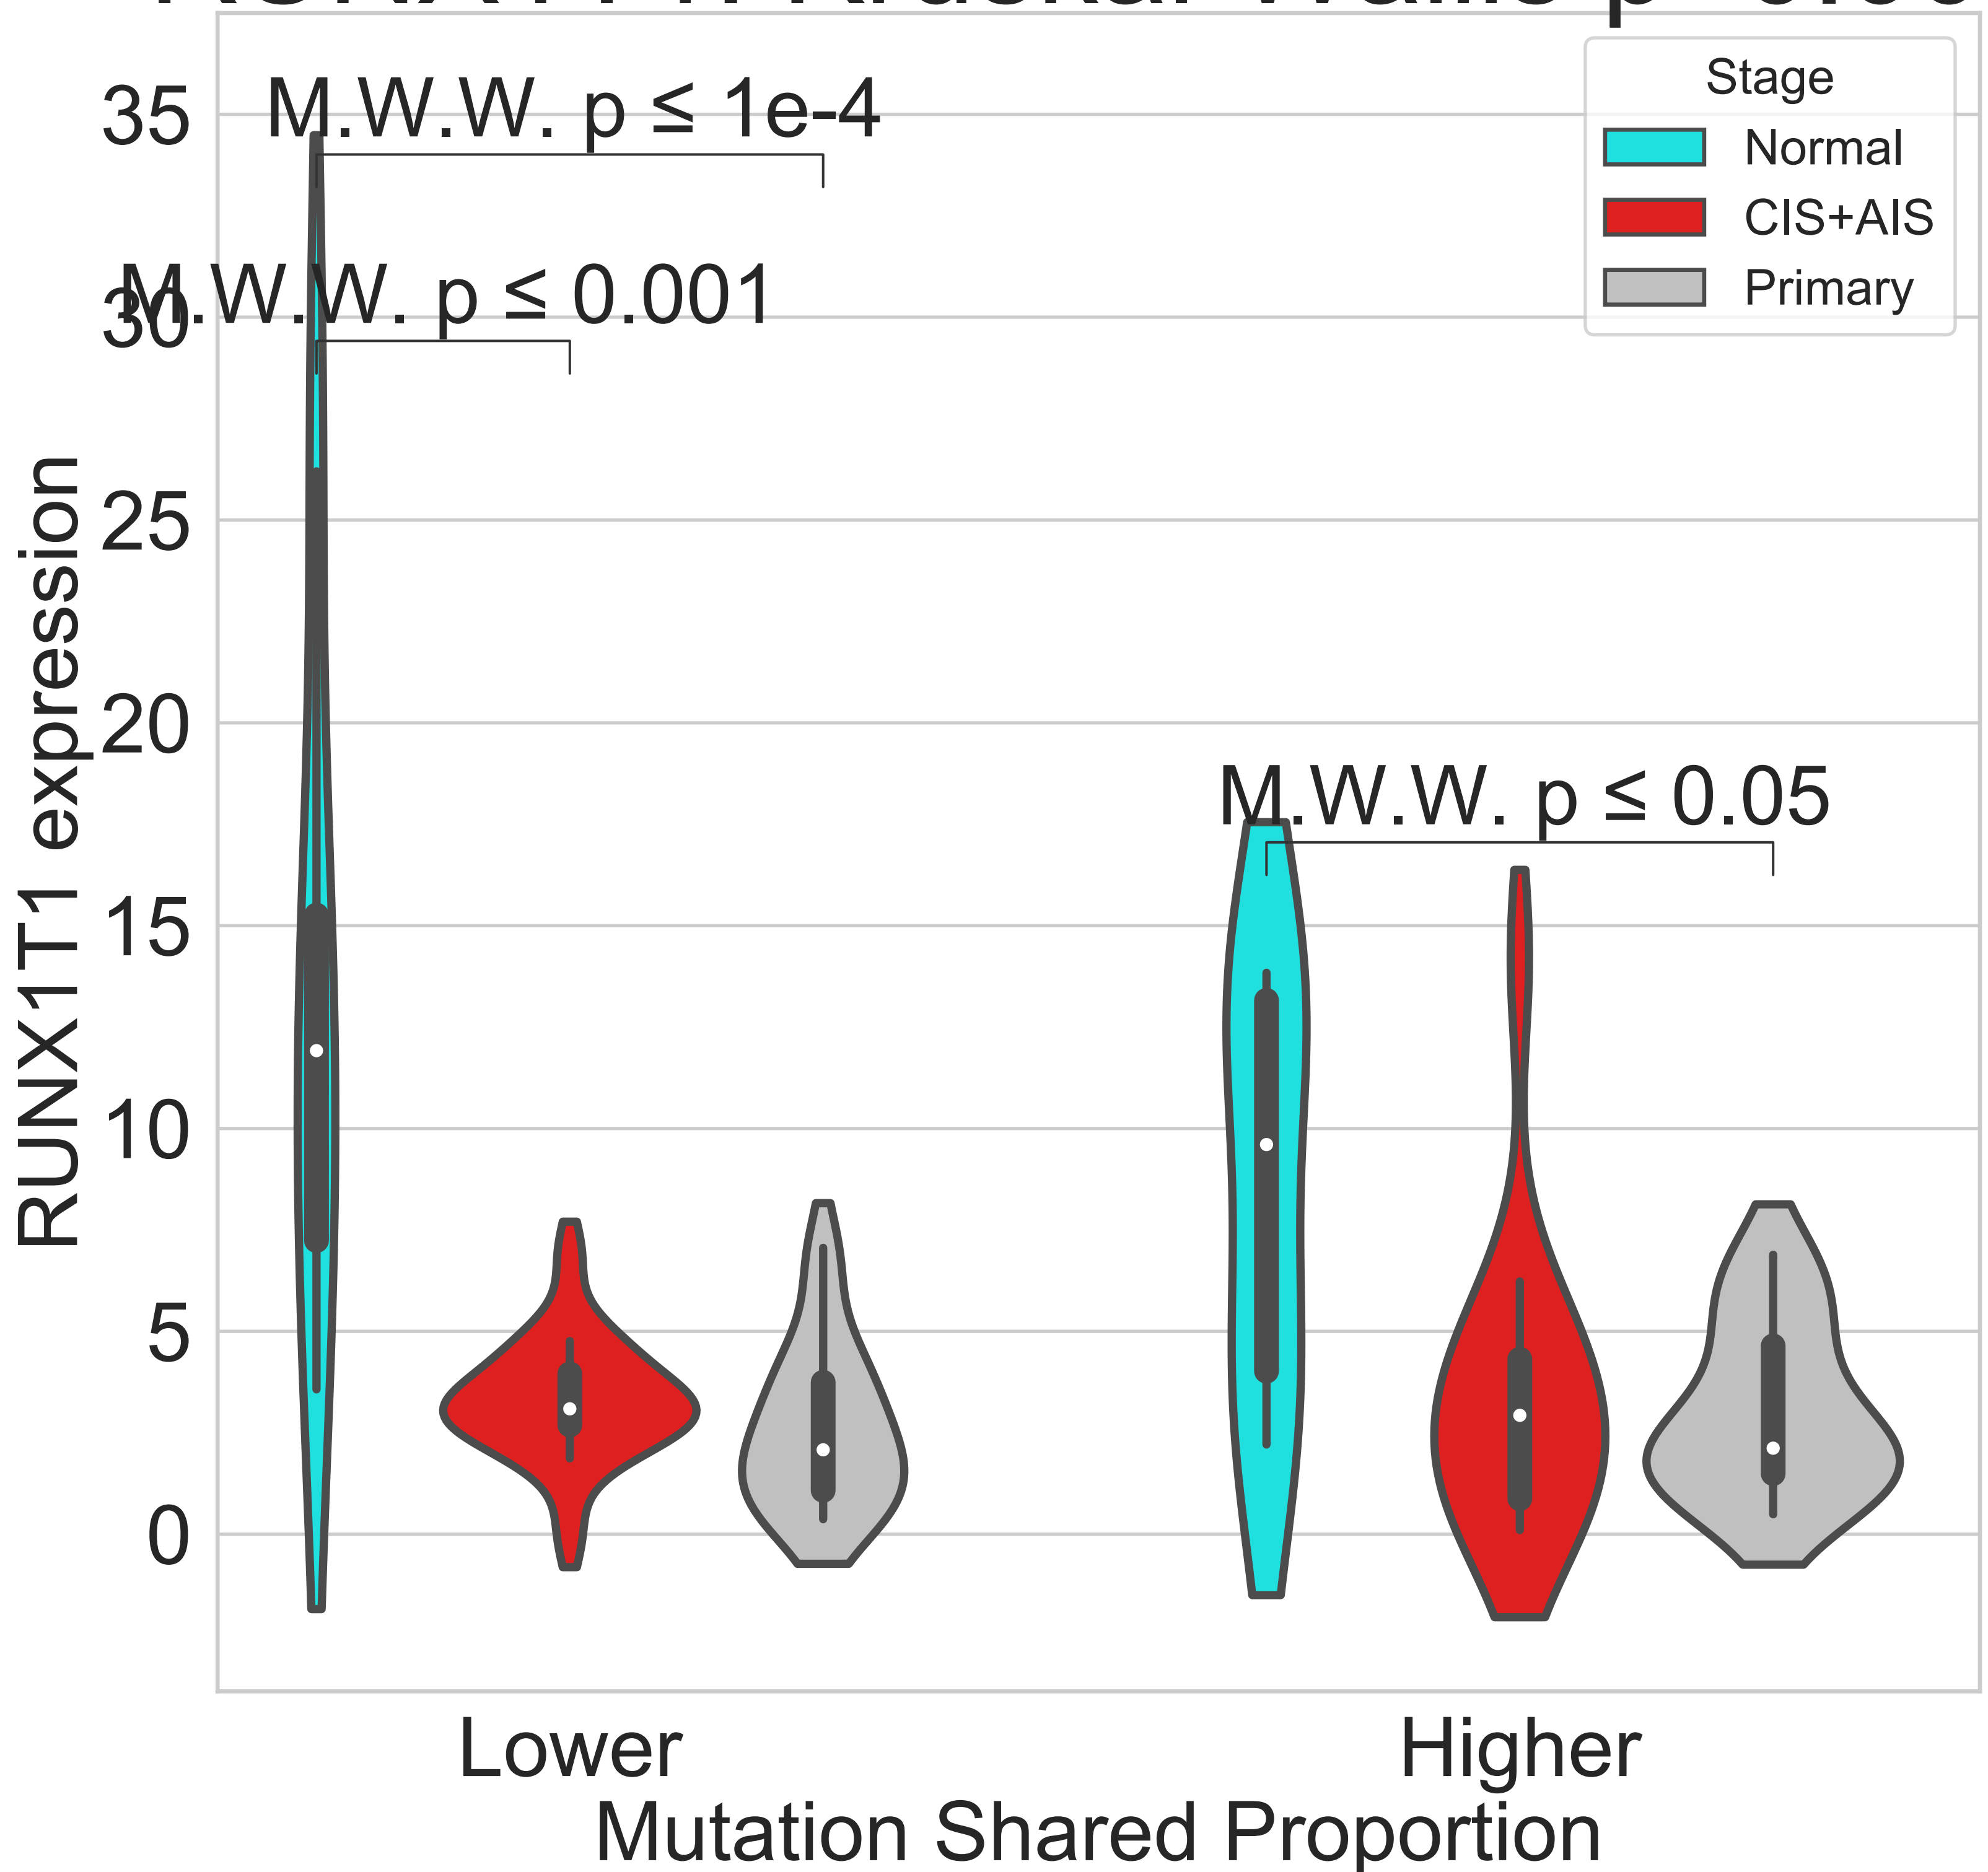 Stage
Normal
CIS+AIS
Primary
M.W.W. p ≤ 1e-4
M.W.W. p ≤ 0.001
M.W.W. p ≤ 0.05
35
30
25
20
15
10
5
0
RUNX1T1 expression
Lower
Higher
Mutation Shared Proportion